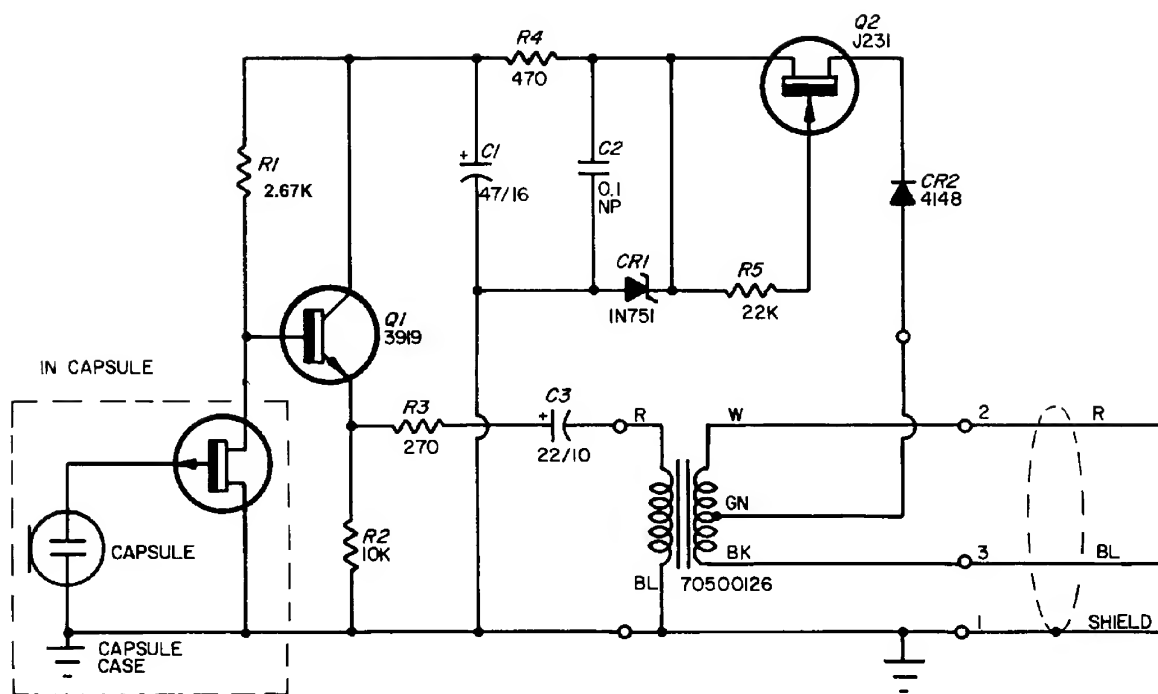 Q2
J231
R4
470
R1
2.67K
+
C1
47/16
C2
0.1
NP
CR2
4148
CR1
1N751
R5
22K
Q1
3919
IN CAPSULE
R3
270
C3
+
22/10
R
W
2
R
GN
R2
10K
CAPSULE
BK
3
BL
BL
70500126
1
SHIELD
CAPSULE
CASE